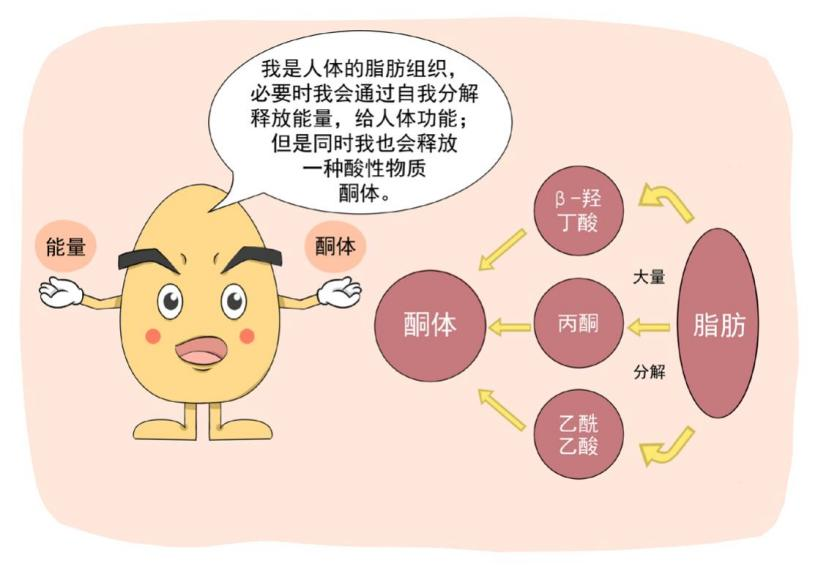 我是人体的脂肪组织，
必要时我会通过自我分解
释放能量，给人体功能；
但是同时我也会释放
一种酸性物质
酮体。
能量
酮体
β-羟
丁酸
大量
酮体
丙酮
脂肪
分解
乙酰
乙酸